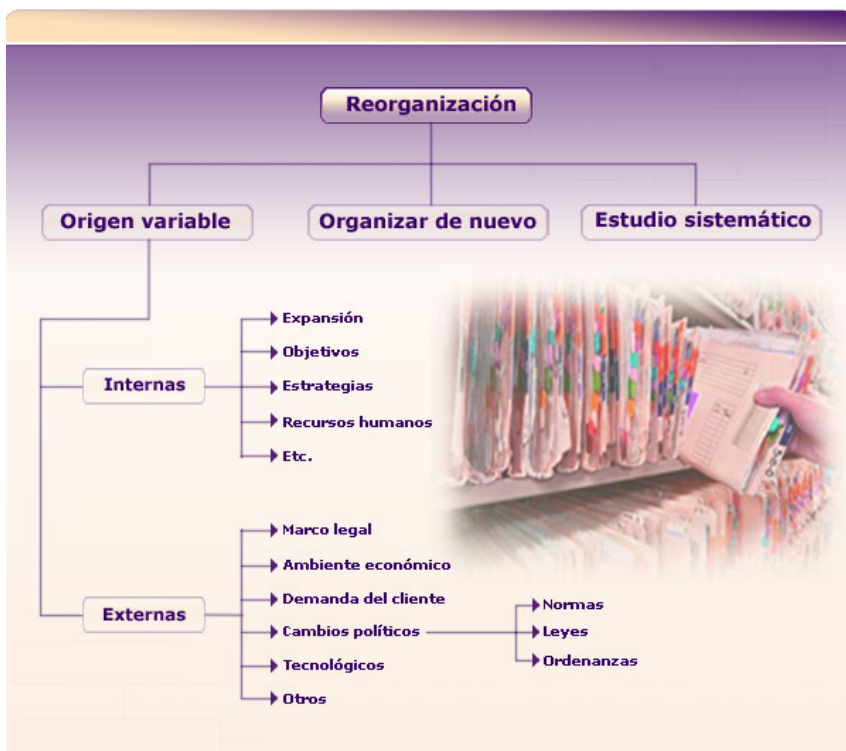 Reorganización
Origen variable
Organizar de nuevo
Estudio sistemático
Internas
Expansión
Objetivos
Estrategias
Recursos humanos
Etc.
Externas
Marco legal
Ambiente económico
Demanda del cliente
Cambios políticos
Normas
Leyes
Ordenanzas
Tecnológicos
Otros